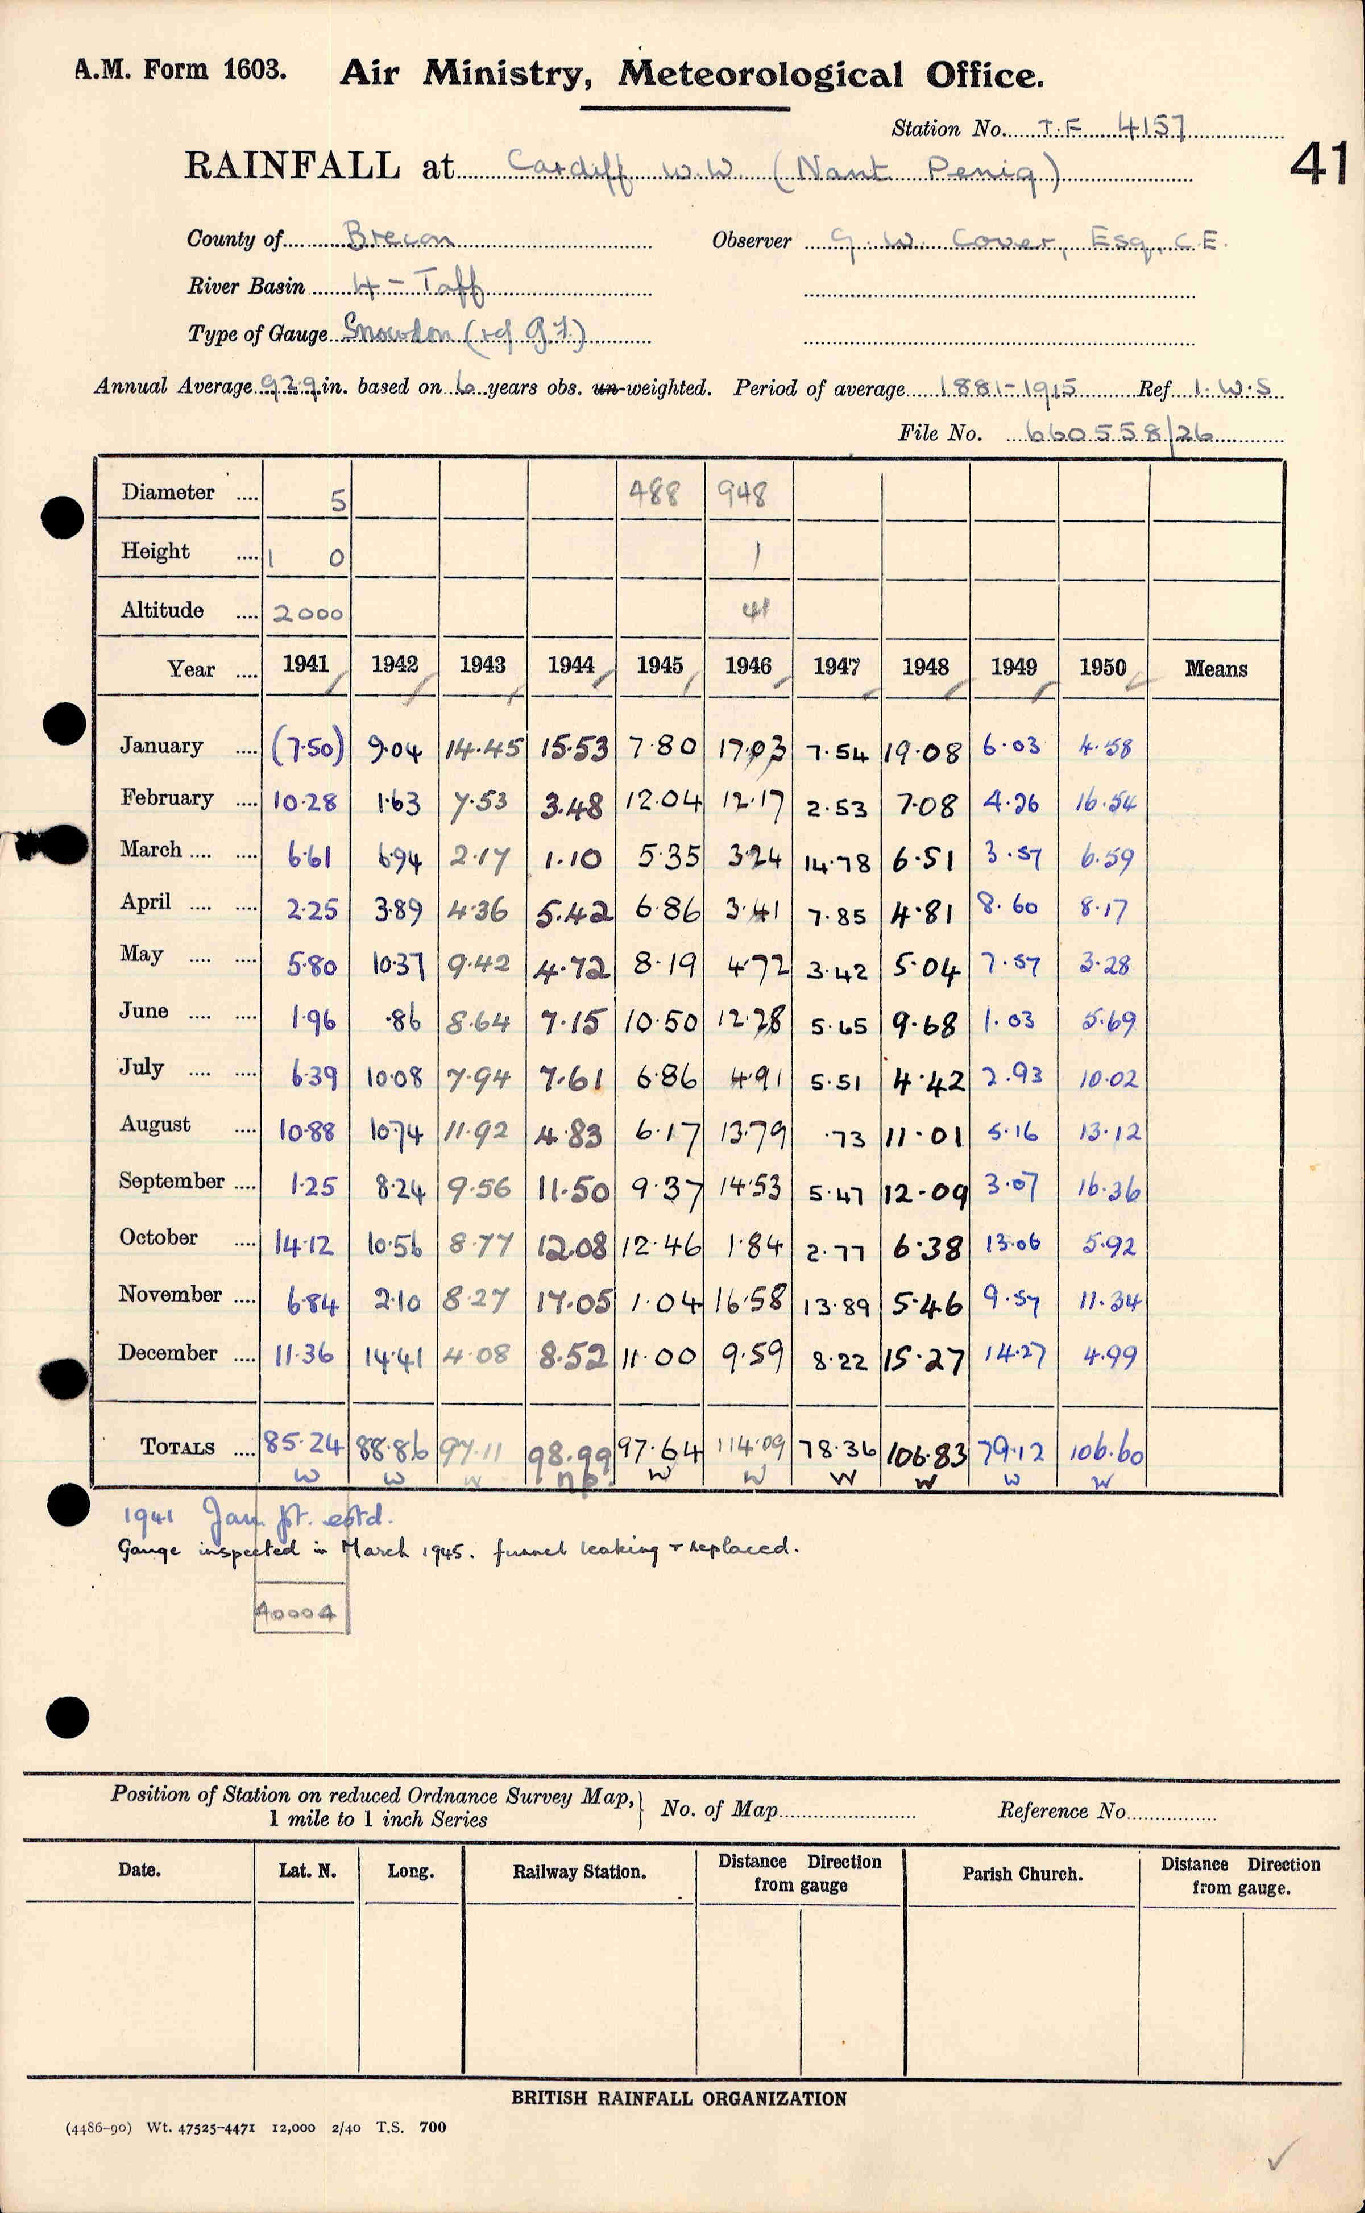 A.M. Form 1603. Air Ministry, Meteorological Office.
Station No. T.F 4157
41
RAINFALL at Cardiff W.W (Nant Penig)
County of Brecon Observer G. W. Cover, Esq., C.E.
River Basin 4 - Taff
Type of Gauge Snowdon
Annual Average 92.9 in. based on 6 years obs. un-weighted. Period of average 1881-1915 Ref I.W.S
File No. 660558/26
Diameter .... 5 488 948
Height .... 1 0 1
Altitude .... 2000 41
Year .... 1941 1942 1943 1944 1945 1946 1947 1948 1949 1950 Means
January .... (7.50) 9.04 14.45 15.53 7.80 17.03 7.54 19.08 6.03 4.58
February .... 10.28 1.63 7.53 3.48 12.04 12.17 2.53 7.08 4.26 16.54
March .... .... 6.61 6.94 2.17 1.10 5.35 3.24 14.78 6.51 3.57 6.59
April .... .... 2.25 3.89 4.36 5.42 6.86 3.41 7.85 4.81 8.60 8.17
May .... .... 5.80 10.37 9.42 4.72 8.19 4.72 3.42 5.04 7.57 3.28
June .... .... 1.96 .86 8.64 7.15 10.50 12.28 5.65 9.68 1.03 5.69
July .... .... 6.39 10.08 7.94 7.61 6.86 4.91 5.51 4.42 2.93 10.02
August .... 10.88 10.74 11.92 4.83 6.17 13.79 .73 11.01 5.16 13.12
September .... 1.25 8.24 9.56 11.50 9.37 14.53 5.47 12.09 3.07 16.36
October .... 14.12 10.56 8.77 12.08 12.46 1.84 2.77 6.38 13.06 5.92
November .... 6.84 2.10 8.27 17.05 1.04 16.58 13.89 5.46 9.57 11.34
December .... 11.36 14.41 4.08 8.52 11.00 9.59 8.22 15.27 14.27 4.99
TOTALS .... 85.24 88.86 97.11 98.99 97.64 114.09 78.36 106.83 79.12 106.60
W W W np. W W W W W W
1941 Jan pt. estd.
Gauge inspected in March 1945. funnel leaking + replaced.
40004
Position of Station on reduced Ordnance Survey Map, 1 mile to 1 inch Series } No. of Map Reference No.
Date. Lat. N. Long. Railway Station. Distance Direction from gauge Parish Church. Distance Direction from gauge.
BRITISH RAINFALL ORGANIZATION
(4486-90) Wt. 47525-4471 12,000 2/40 T.S. 700